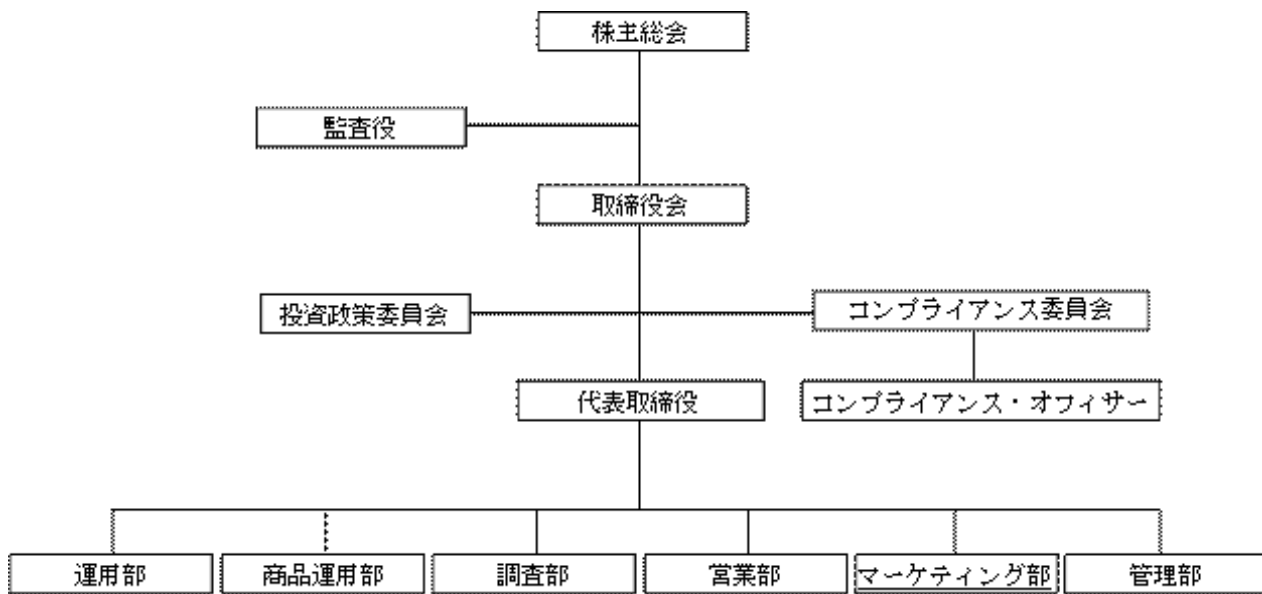 株主総会
監査役
取締役会
投資政策委員会
コンプライアンス委員会
代表取締役
コンプライアンス・オフィサー
運用部
商品運用部
調査部
営業部
マーケティング部
管理部